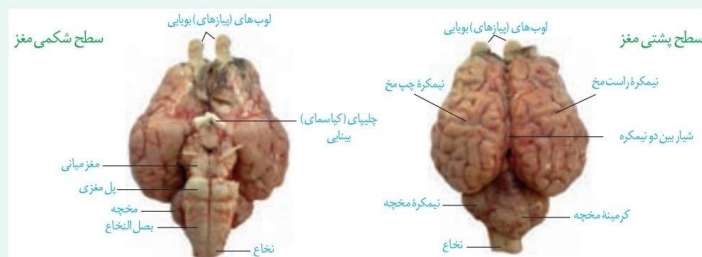 سطح پشتی مغز
لوب‌های (پیازهای) بویایی
نیمکرهٔ چپ مخ
نیمکرهٔ راست مخ
شیار بین دو نیمکره
نیمکرهٔ مخچه
کرمینهٔ مخچه
نخاع
سطح شکمی مغز
لوب‌های (پیازهای) بویایی
چلیپای (کیاسمای)
بینایی
مغز میانی
پل مغزی
مخچه
بصل النخاع
نخاع